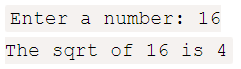 Enter a number: 16
The sqrt of 16 is 4